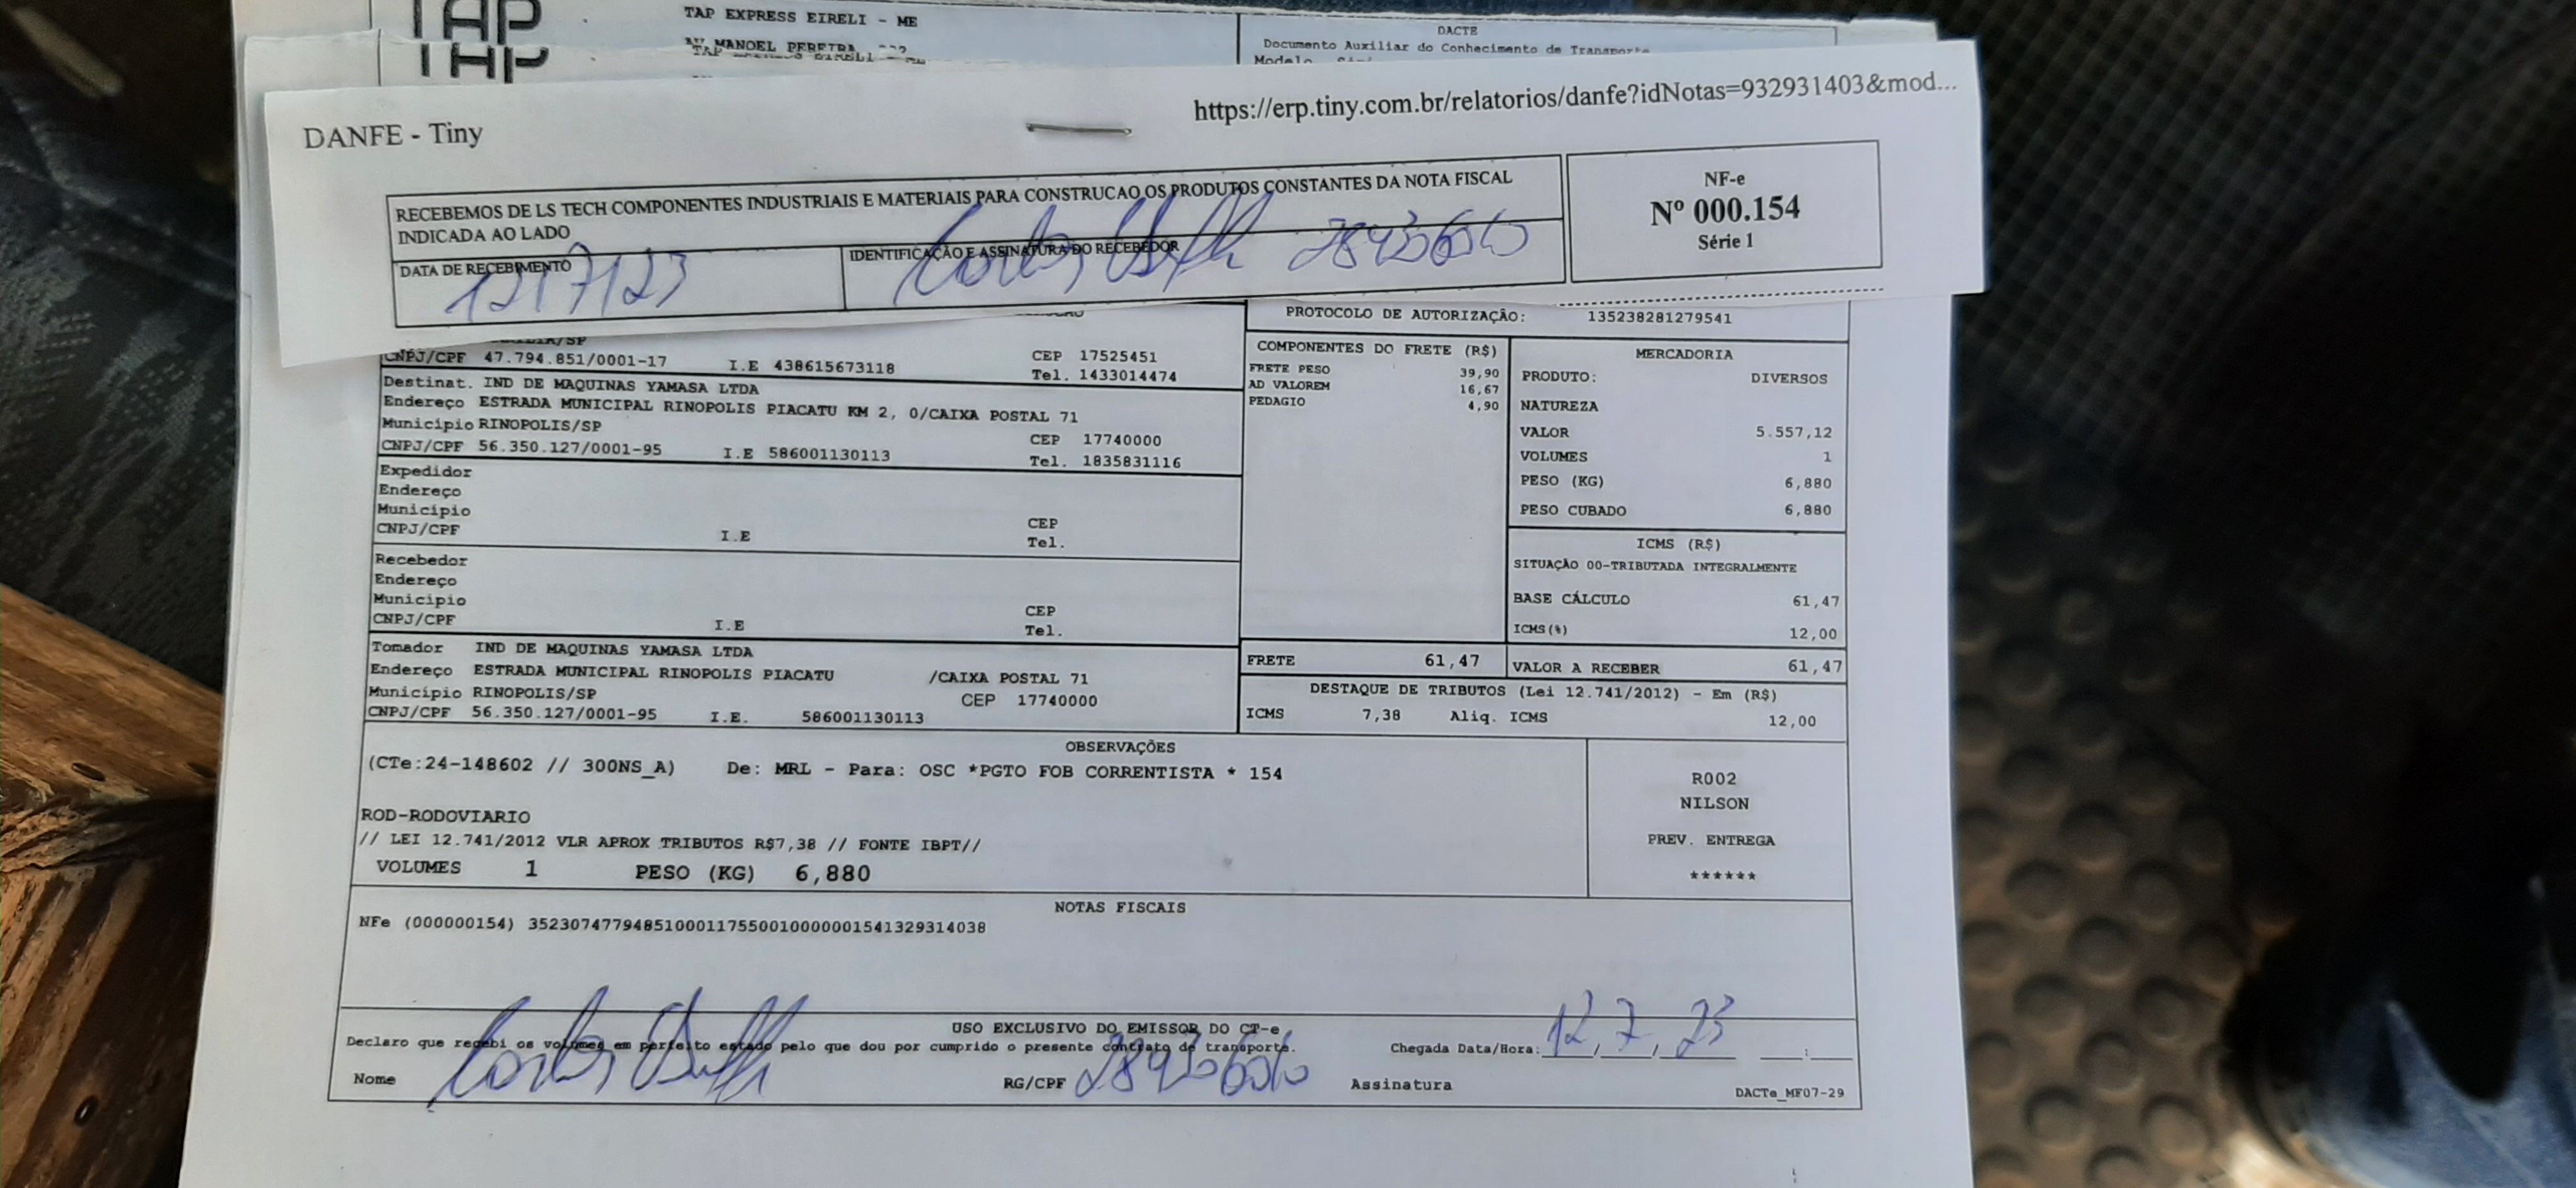 TAP EXPRESS EIRELI - ME
DACTE
Documento Auxiliar do Conhecimento de Transporte
TAP
DANFE - Tiny
https://erp.tiny.com.br/relatorios/danfe?idNotas=932931403&mod...
RECEBEMOS DE LS TECH COMPONENTES INDUSTRIAIS E MATERIAIS PARA CONSTRUCAO OS PRODUTOS CONSTANTES DA NOTA FISCAL
INDICADA AO LADO
NF-e
Nº 000.154
Série 1
DATA DE RECEBIMENTO
12/7/23
IDENTIFICAÇÃO E ASSINATURA DO RECEBEDOR
PROTOCOLO DE AUTORIZAÇÃO: 135238281279541
CNPJ/CPF 47.794.851/0001-17 I.E 438615673118 CEP 17525451
Tel. 1433014474
Destinat. IND DE MAQUINAS YAMASA LTDA
Endereço ESTRADA MUNICIPAL RINOPOLIS PIACATU KM 2, 0/CAIXA POSTAL 71
Municipio RINOPOLIS/SP CEP 17740000
CNPJ/CPF 56.350.127/0001-95 I.E 586001130113 Tel. 1835831116
Expedidor
Endereço
Municipio CEP
CNPJ/CPF I.E Tel.
Recebedor
Endereço
Municipio CEP
CNPJ/CPF I.E Tel.
Tomador IND DE MAQUINAS YAMASA LTDA
Endereço ESTRADA MUNICIPAL RINOPOLIS PIACATU /CAIXA POSTAL 71
Municipio RINOPOLIS/SP CEP 17740000
CNPJ/CPF 56.350.127/0001-95 I.E. 586001130113
COMPONENTES DO FRETE (R$)
FRETE PESO 39,90
AD VALOREM 16,67
PEDAGIO 4,90
MERCADORIA
PRODUTO: DIVERSOS
NATUREZA
VALOR 5.557,12
VOLUMES 1
PESO (KG) 6,880
PESO CUBADO 6,880
ICMS (R$)
SITUAÇÃO 00-TRIBUTADA INTEGRALMENTE
BASE CÁLCULO 61,47
ICMS(%) 12,00
FRETE 61,47 VALOR A RECEBER 61,47
DESTAQUE DE TRIBUTOS (Lei 12.741/2012) - Em (R$)
ICMS 7,38 Aliq. ICMS 12,00
OBSERVAÇÕES
(CTe:24-148602 // 300NS_A) De: MRL - Para: OSC *PGTO FOB CORRENTISTA * 154
ROD-RODOVIARIO
// LEI 12.741/2012 VLR APROX TRIBUTOS R$7,38 // FONTE IBPT//
VOLUMES 1 PESO (KG) 6,880
R002
NILSON
PREV. ENTREGA
******
NOTAS FISCAIS
NFe (000000154) 35230747794851000117550010000001541329314038
USO EXCLUSIVO DO EMISSOR DO CT-e
Declaro que recebi os volumes em perfeito estado pelo que dou por cumprido o presente contrato de transporte.
Chegada Data/Hora: 12/7/23 __:__
Nome RG/CPF Assinatura
DACTe_MF07-29